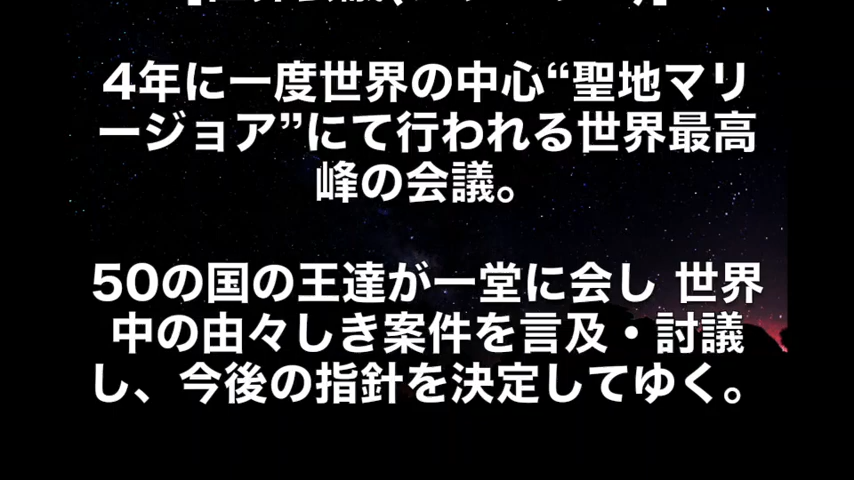 4年に一度世界の中心“聖地マリ
ージョア”にて行われる世界最高
峰の会議。
50の国の王達が一堂に会し 世界
中の由々しき案件を言及・討議
し、今後の指針を決定してゆく。